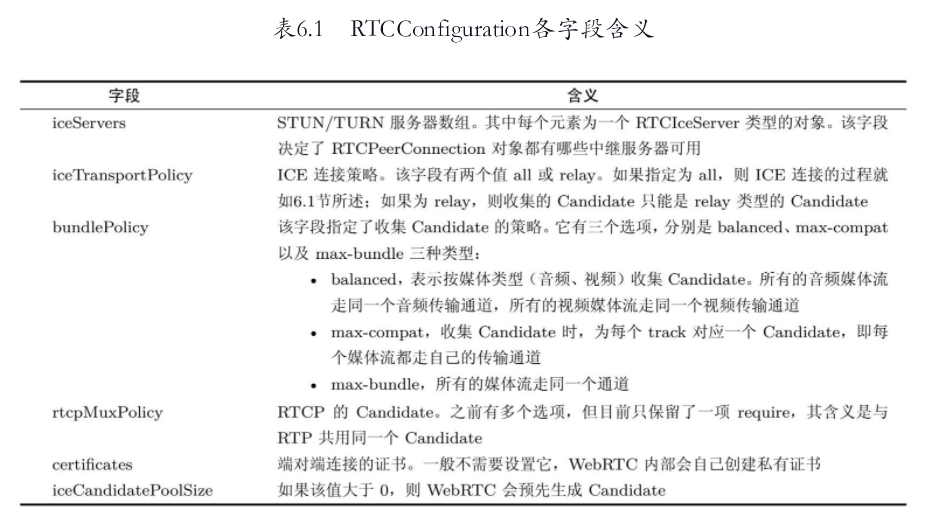 表6.1 RTCConfiguration各字段含义
字段 含义
iceServers STUN/TURN 服务器数组。其中每个元素为一个 RTCIceServer 类型的对象。该字段
决定了 RTCPeerConnection 对象都有哪些中继服务器可用
iceTransportPolicy ICE 连接策略。该字段有两个值 all 或 relay。如果指定为 all，则 ICE 连接的过程就
如6.1节所述；如果为 relay，则收集的 Candidate 只能是 relay 类型的 Candidate
bundlePolicy 该字段指定了收集 Candidate 的策略。它有三个选项，分别是 balanced、max-compat
以及 max-bundle 三种类型：
• balanced，表示按媒体类型（音频、视频）收集 Candidate。所有的音频媒体流
走同一个音频传输通道，所有的视频媒体流走同一个视频传输通道
• max-compat，收集 Candidate 时，为每个 track 对应一个 Candidate，即每
个媒体流都走自己的传输通道
• max-bundle，所有的媒体流走同一个通道
rtcpMuxPolicy RTCP 的 Candidate。之前有多个选项，但目前只保留了一项 require，其含义是与
RTP 共用同一个 Candidate
certificates 端对端连接的证书。一般不需要设置它，WebRTC 内部会自己创建私有证书
iceCandidatePoolSize 如果该值大于 0，则 WebRTC 会预先生成 Candidate